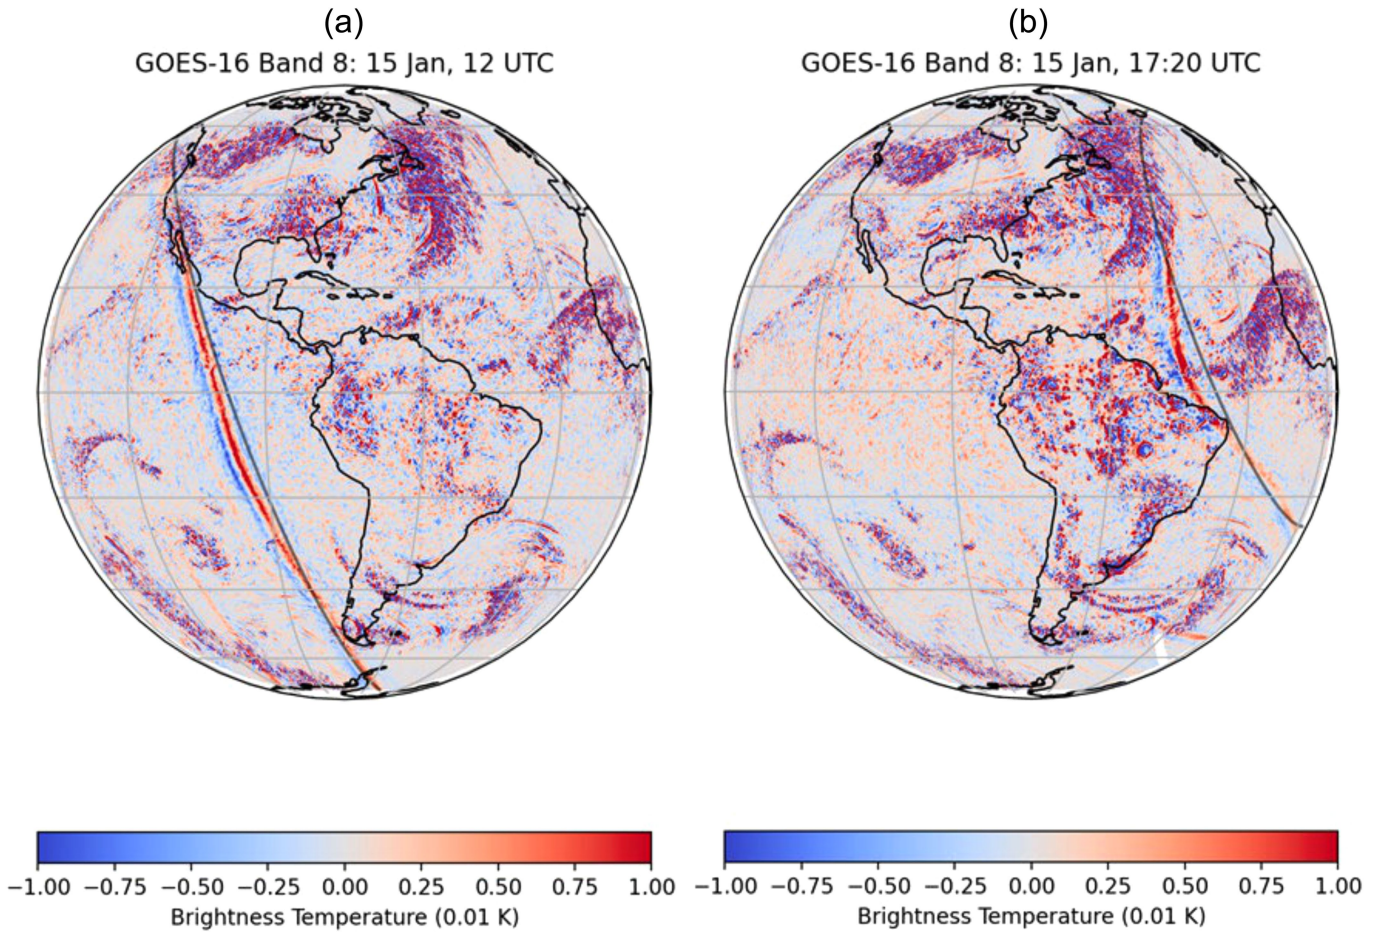 (a) (b)
GOES-16 Band 8: 15 Jan, 12 UTC GOES-16 Band 8: 15 Jan, 17:20 UTC
−1.00 −0.75 −0.50 −0.25 0.00 0.25 0.50 0.75 1.00 −1.00 −0.75 −0.50 −0.25 0.00 0.25 0.50 0.75 1.00
Brightness Temperature (0.01 K) Brightness Temperature (0.01 K)